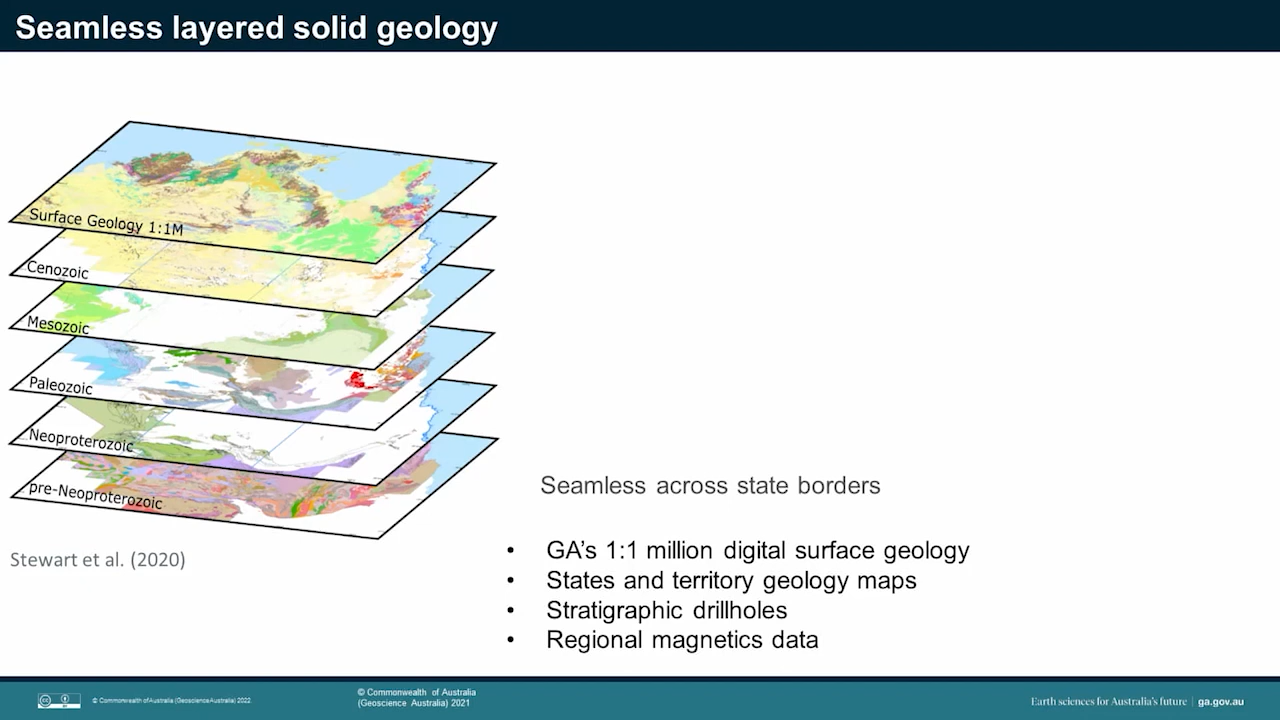 Seamless layered solid geology
Surface Geology 1:1M
Cenozoic
Mesozoic
Paleozoic
Neoproterozoic
pre-Neoproterozoic
Stewart et al. (2020)
Seamless across state borders
• GA’s 1:1 million digital surface geology
• States and territory geology maps
• Stratigraphic drillholes
• Regional magnetics data
© Commonwealth of Australia (Geoscience Australia) 2022.
© Commonwealth of Australia
(Geoscience Australia) 2021
Earth sciences for Australia’s future | ga.gov.au